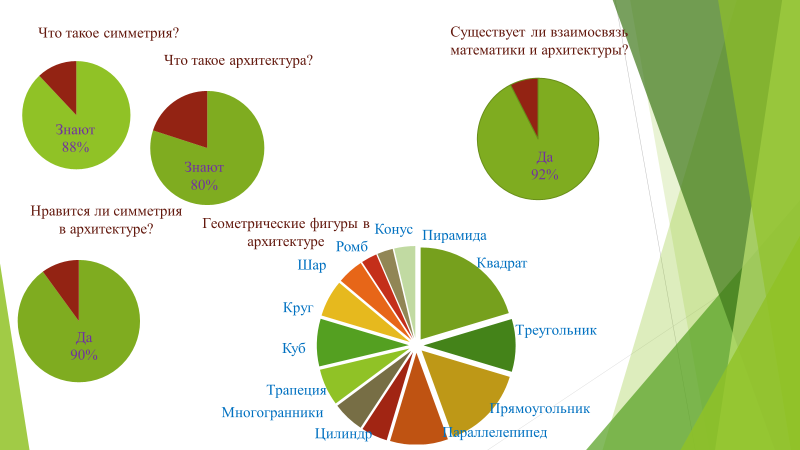 Что такое симметрия?
Знают
88%
Что такое архитектура?
Знают
80%
Существует ли взаимосвязь
математики и архитектуры?
Да
92%
Нравится ли симметрия
в архитектуре?
Да
90%
Геометрические фигуры в
архитектуре
Пирамида
Квадрат
Треугольник
Прямоугольник
Параллелепипед
Цилиндр
Многогранники
Трапеция
Куб
Круг
Шар
Ромб
Конус